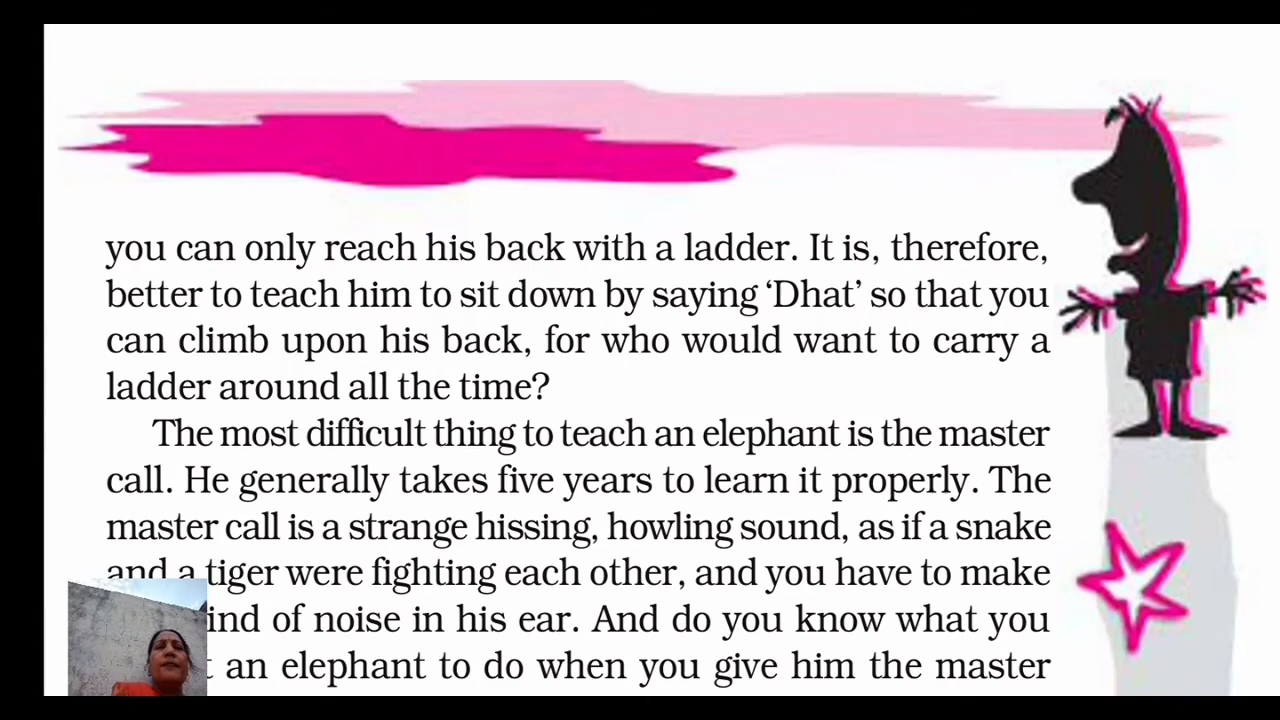 you can only reach his back with a ladder. It is, therefore,
better to teach him to sit down by saying ‘Dhat’ so that you
can climb upon his back, for who would want to carry a
ladder around all the time?
The most difficult thing to teach an elephant is the master
call. He generally takes five years to learn it properly. The
master call is a strange hissing, howling sound, as if a snake
and a tiger were fighting each other, and you have to make
of noise in his ear. And do you know what you
an elephant to do when you give him the master